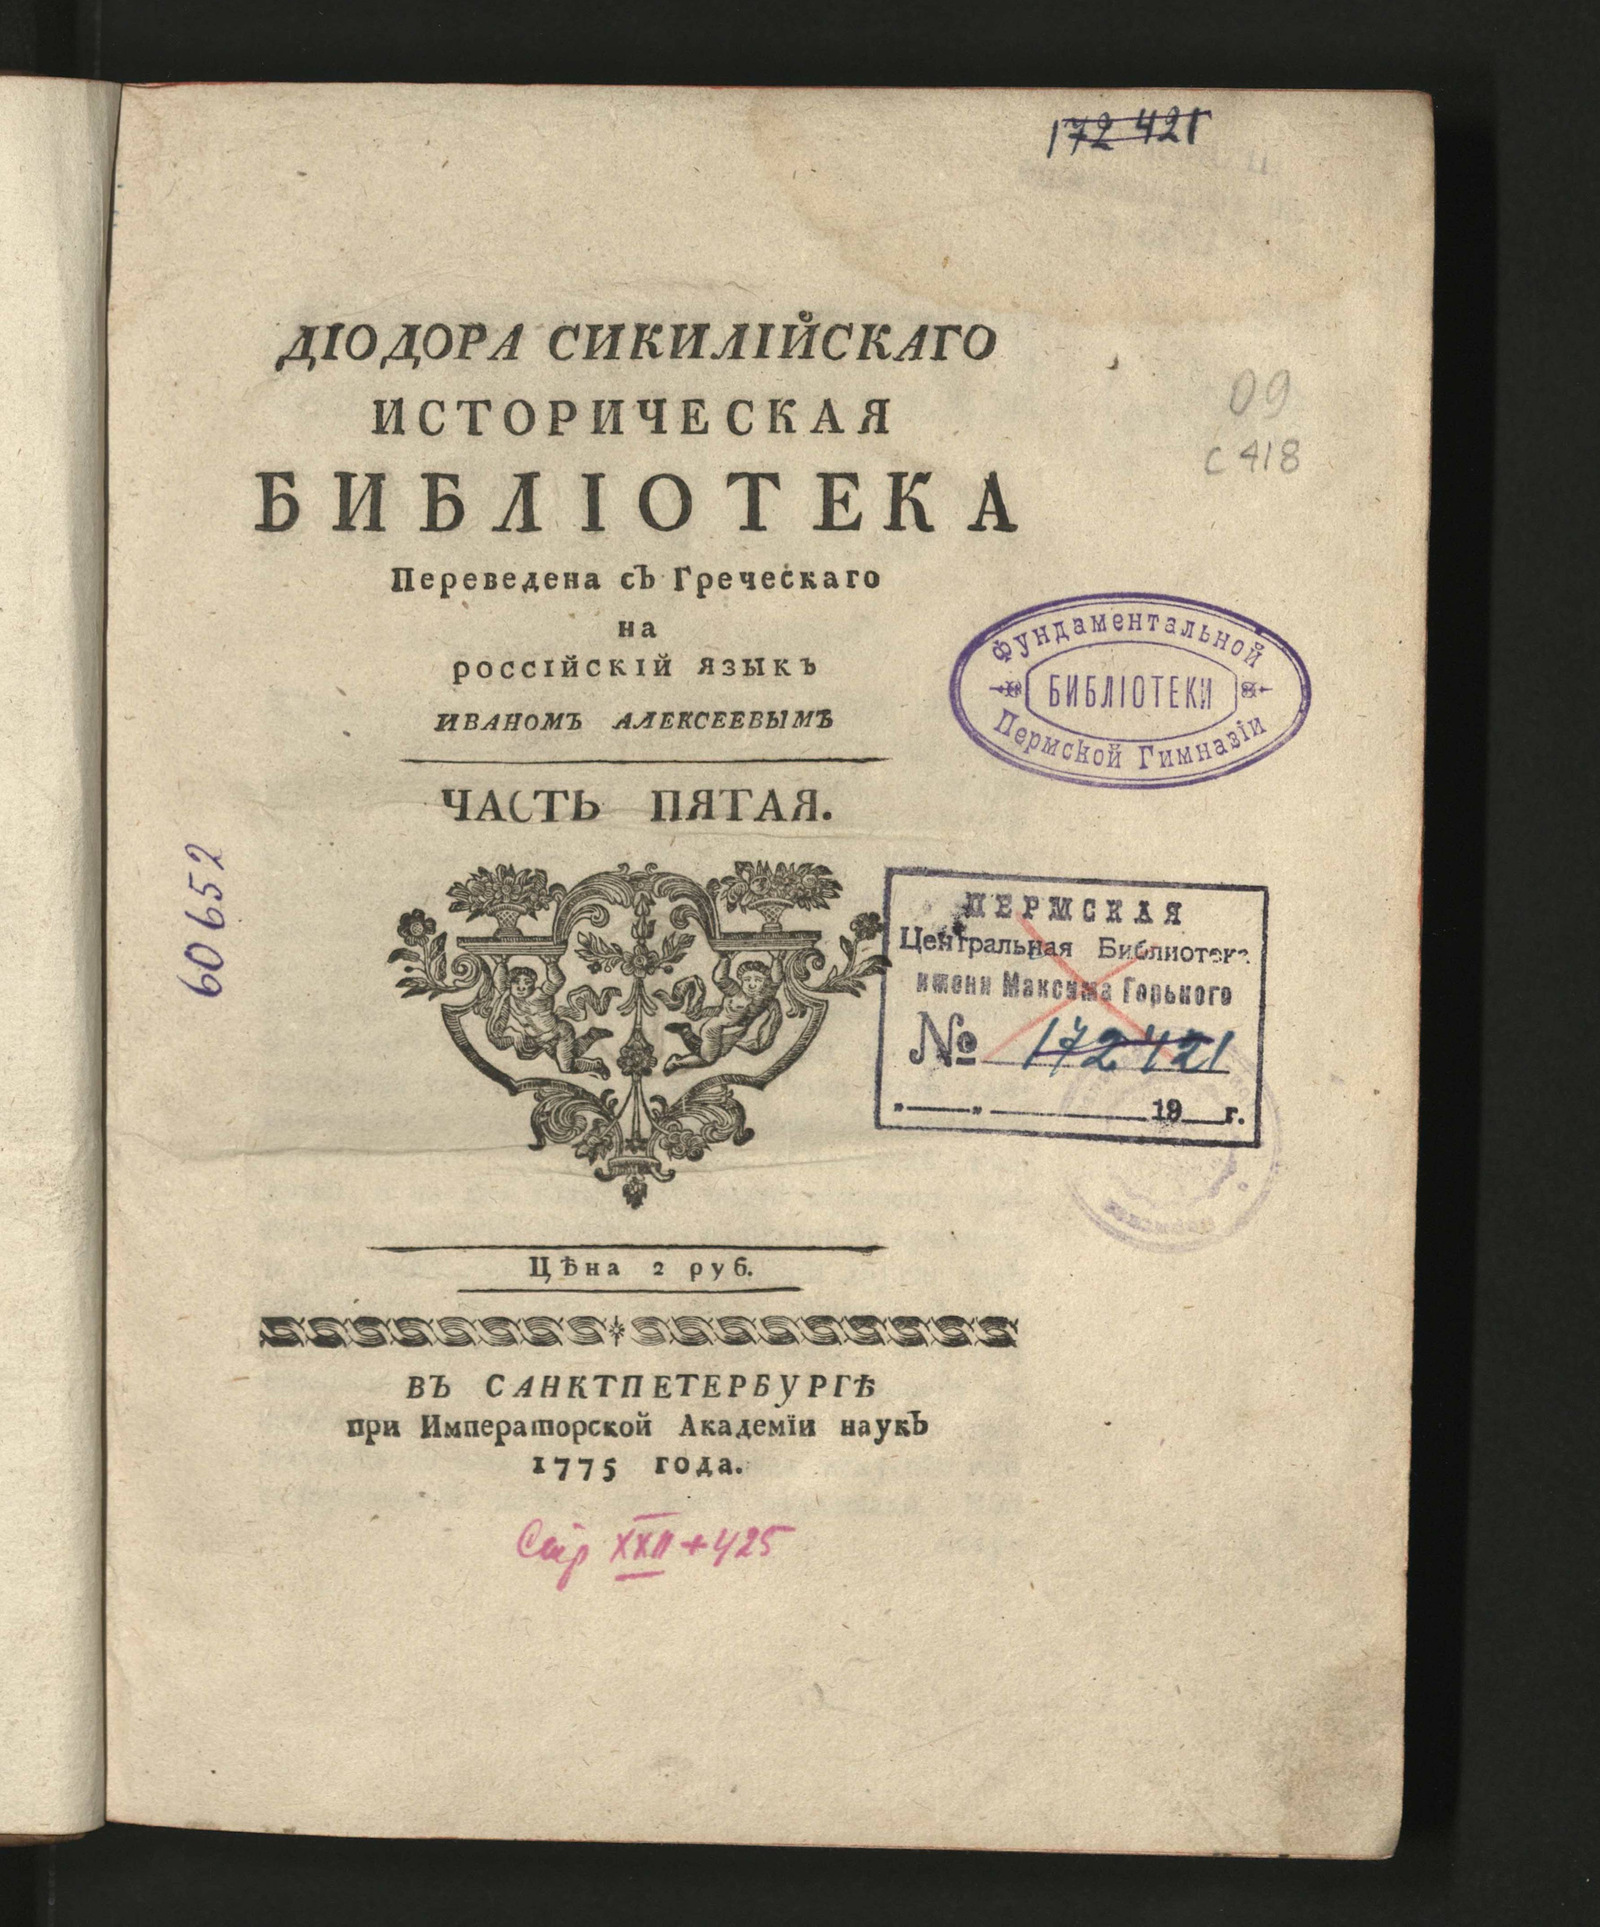 172 421
ДІОДОРА СИКИЛІЙСКАГО
ИСТОРИЧЕСКАЯ
БИБЛІОТЕКА
Переведена съ Греческаго
на
РОССІЙСКІЙ ЯЗЫКЪ
ИВАНОМЪ АЛЕКСЕЕВЫМЪ
ЧАСТЬ ПЯТАЯ.
09
С 418
Фундаментальной
БИБЛІОТЕКИ
Пермской Гимназіи
60652
ПЕРМСКАЯ
Центральная Библиотека
имени Максима Горького
№ 172421
„ “ 19 г.
Цѣна 2 руб.
ВЪ САНКТПЕТЕРБУРГѢ
при Императорской Академїи наукЪ
1775 года.
Стр XXII + 425